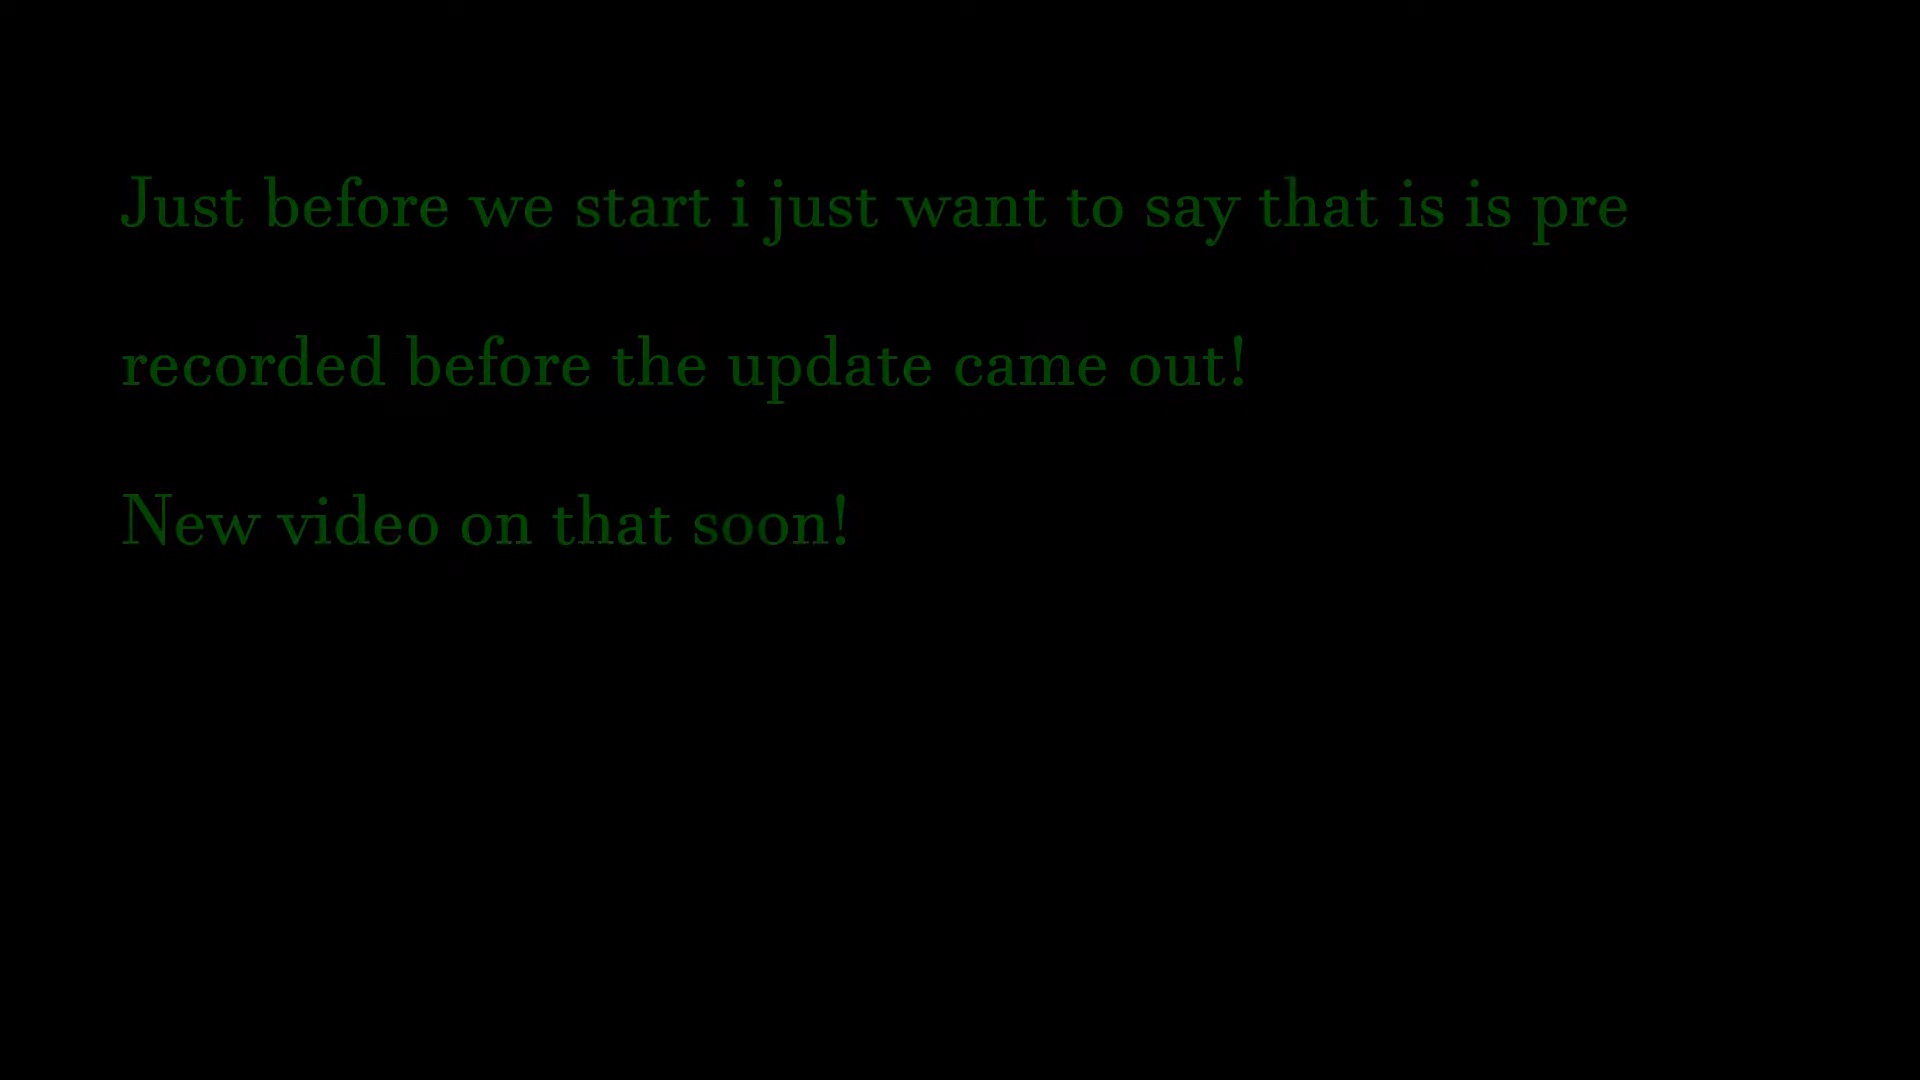 Just before we start i just want to say that is is pre
recorded before the update came out!
New video on that soon!